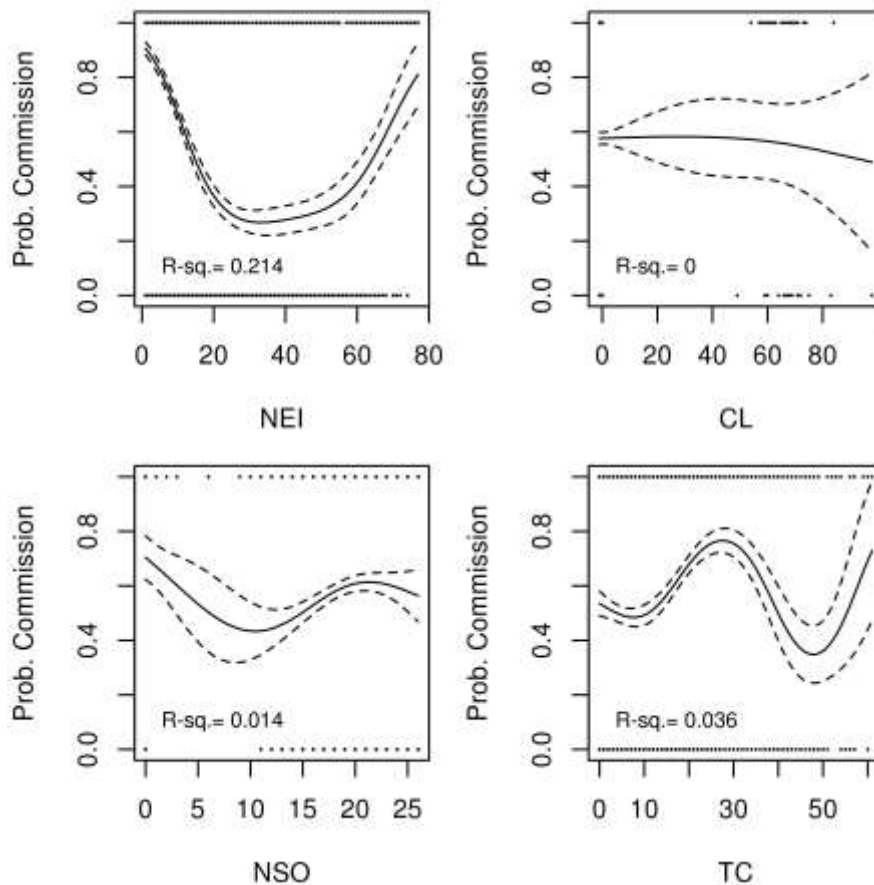 Prob. Commission
0.0 0.4 0.8
R-sq.= 0.214
0 20 40 60 80
NEI
Prob. Commission
0.0 0.4 0.8
R-sq.= 0
0 20 40 60 80
CL
Prob. Commission
0.0 0.4 0.8
R-sq.= 0.014
0 5 10 15 20 25
NSO
Prob. Commission
0.0 0.4 0.8
R-sq.= 0.036
0 10 30 50
TC